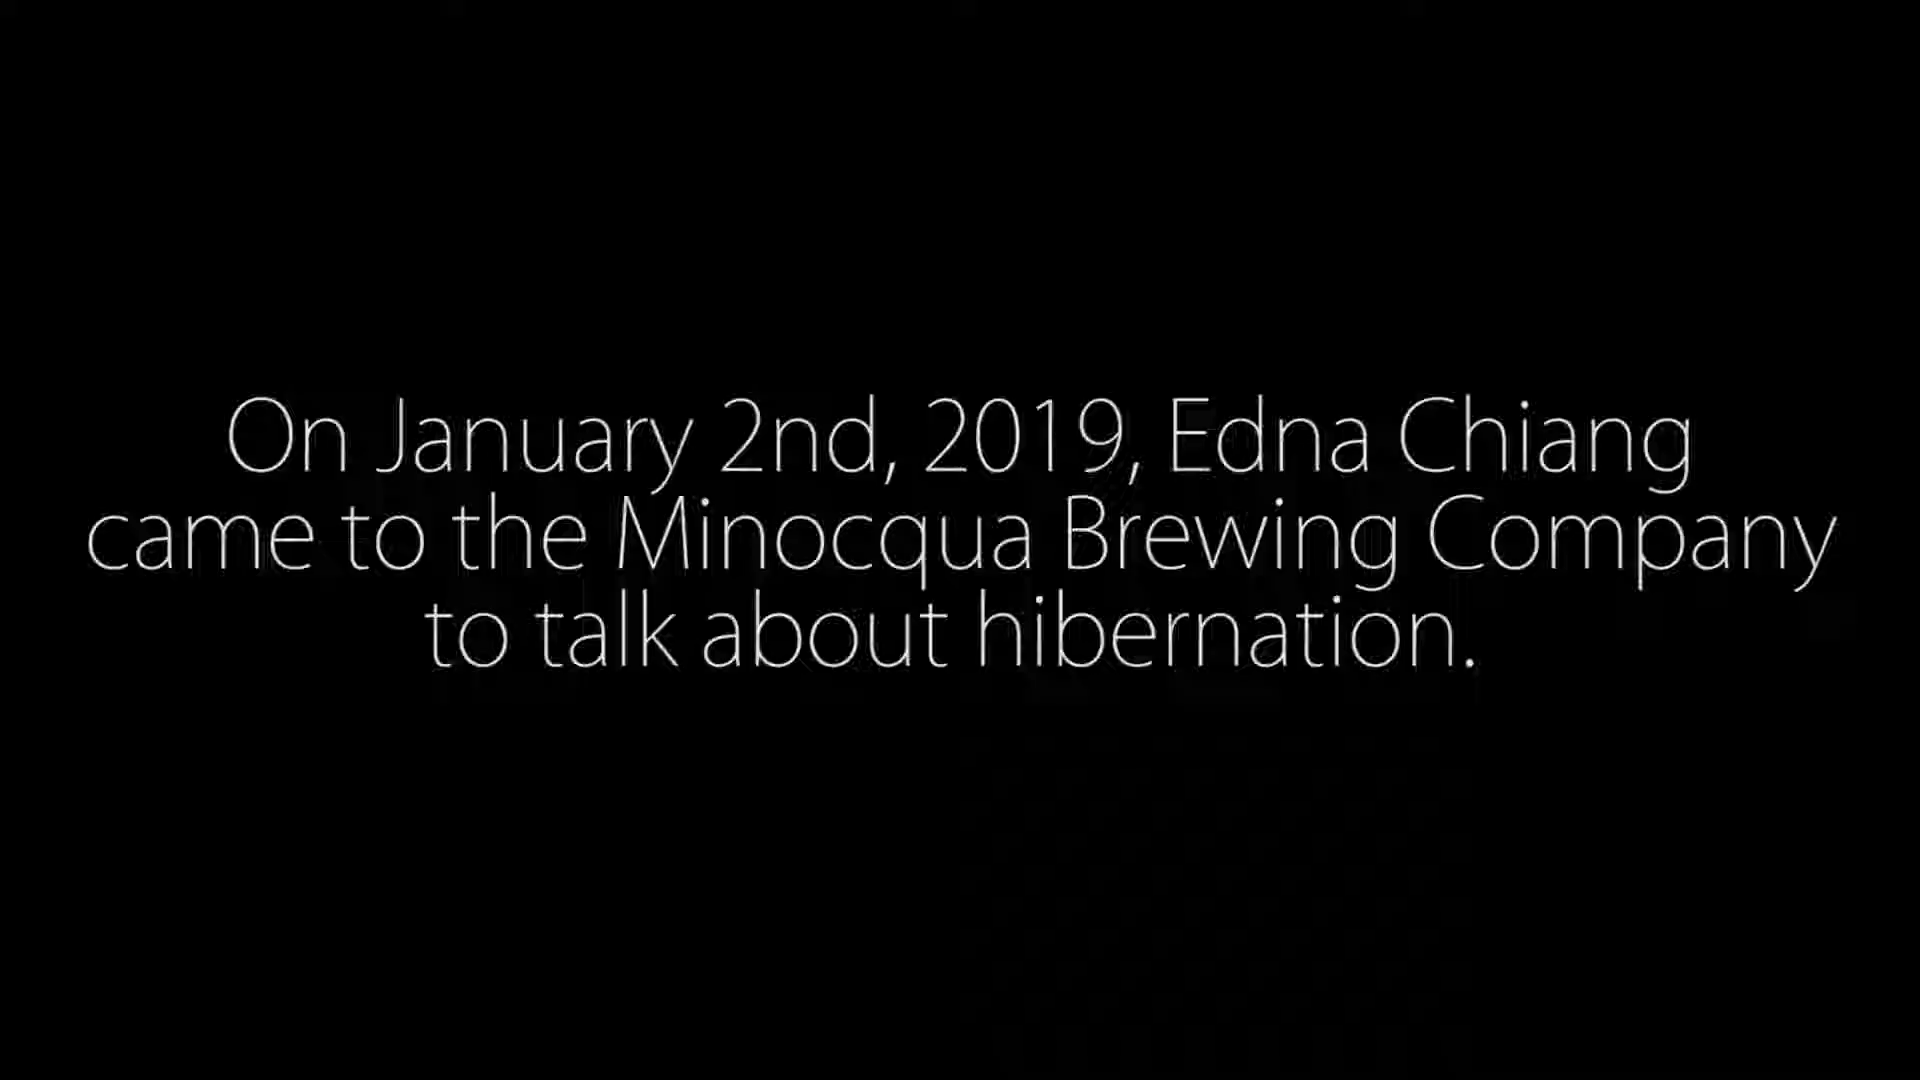 On January 2nd, 2019, Edna Chiang
came to the Minocqua Brewing Company
to talk about hibernation.